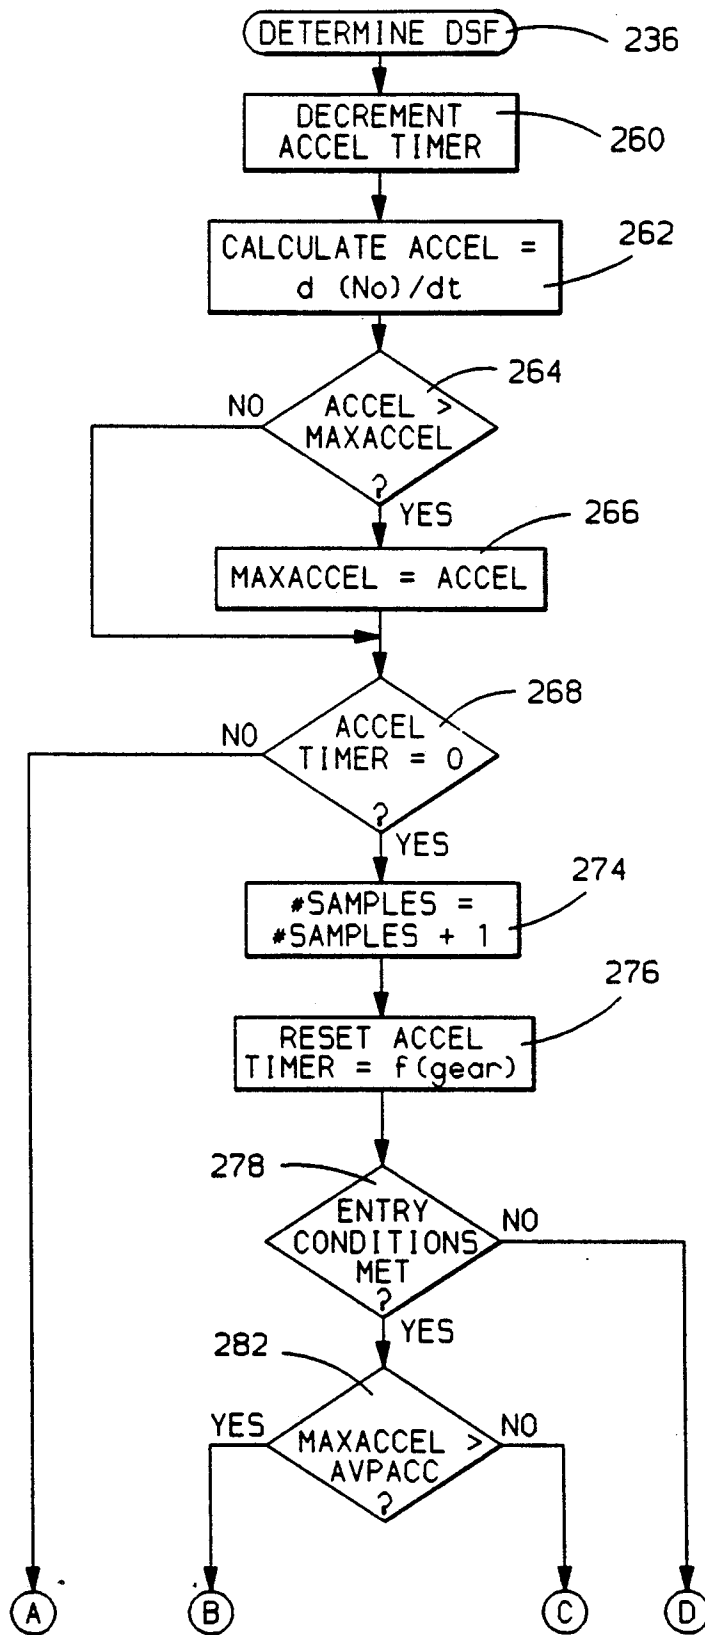 DETERMINE DSF
236
DECREMENT
ACCEL TIMER
260
CALCULATE ACCEL =
d (No)/dt
262
264
NO
ACCEL >
MAXACCEL
?
YES
266
MAXACCEL = ACCEL
268
NO
ACCEL
TIMER = 0
?
YES
274
#SAMPLES =
#SAMPLES + 1
276
RESET ACCEL
TIMER = f(gear)
278
ENTRY
CONDITIONS
MET
?
NO
YES
282
YES
MAXACCEL >
AVPACC
?
NO
A
B
C
D